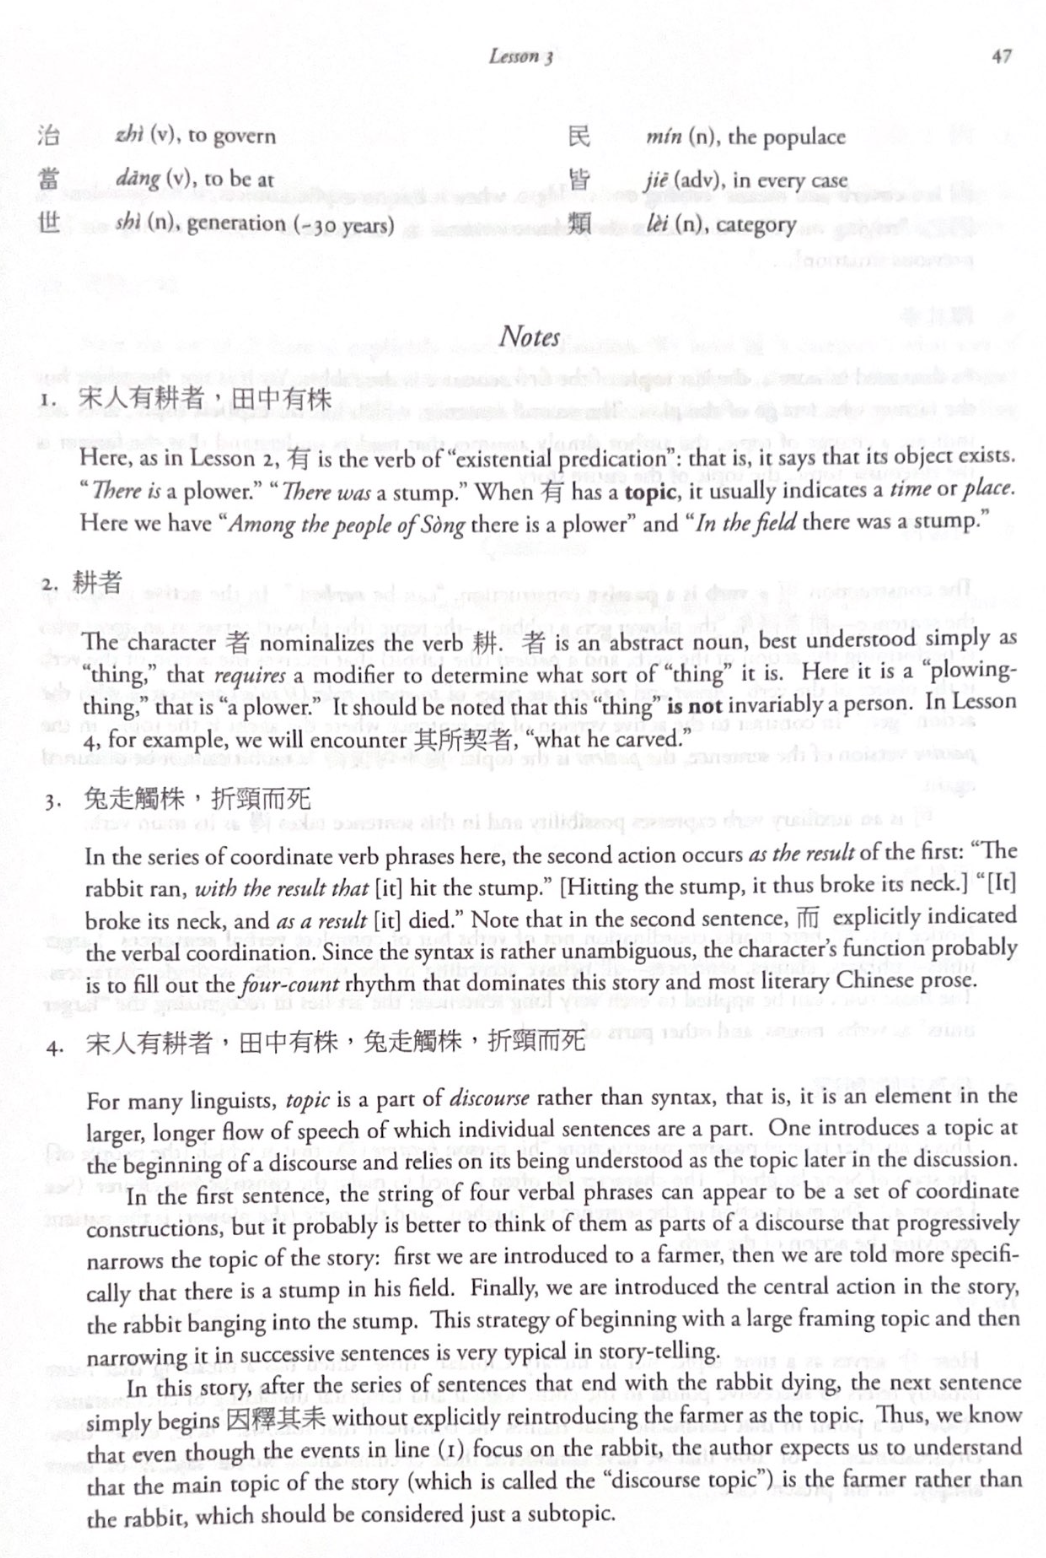 Lesson 3 47
治 zhì (v), to govern 民 mín (n), the populace
當 dāng (v), to be at 皆 jiē (adv), in every case
世 shì (n), generation (~30 years) 類 lèi (n), category
Notes
1. 宋人有耕者，田中有株
Here, as in Lesson 2, 有 is the verb of “existential predication”: that is, it says that its object exists.
“There is a plower.” “There was a stump.” When 有 has a topic, it usually indicates a time or place.
Here we have “Among the people of Sòng there is a plower” and “In the field there was a stump.”
2. 耕者
The character 者 nominalizes the verb 耕. 者 is an abstract noun, best understood simply as
“thing,” that requires a modifier to determine what sort of “thing” it is. Here it is a “plowing-
thing,” that is “a plower.” It should be noted that this “thing” is not invariably a person. In Lesson
4, for example, we will encounter 其所契者, “what he carved.”
3. 兔走觸株，折頸而死
In the series of coordinate verb phrases here, the second action occurs as the result of the first: “The
rabbit ran, with the result that [it] hit the stump.” [Hitting the stump, it thus broke its neck.] “[It]
broke its neck, and as a result [it] died.” Note that in the second sentence, 而 explicitly indicated
the verbal coordination. Since the syntax is rather unambiguous, the character’s function probably
is to fill out the four-count rhythm that dominates this story and most literary Chinese prose.
4. 宋人有耕者，田中有株，兔走觸株，折頸而死
For many linguists, topic is a part of discourse rather than syntax, that is, it is an element in the
larger, longer flow of speech of which individual sentences are a part. One introduces a topic at
the beginning of a discourse and relies on its being understood as the topic later in the discussion.
In the first sentence, the string of four verbal phrases can appear to be a set of coordinate
constructions, but it probably is better to think of them as parts of a discourse that progressively
narrows the topic of the story: first we are introduced to a farmer, then we are told more specifi-
cally that there is a stump in his field. Finally, we are introduced the central action in the story,
the rabbit banging into the stump. This strategy of beginning with a large framing topic and then
narrowing it in successive sentences is very typical in story-telling.
In this story, after the series of sentences that end with the rabbit dying, the next sentence
simply begins 因釋其耒 without explicitly reintroducing the farmer as the topic. Thus, we know
that even though the events in line (1) focus on the rabbit, the author expects us to understand
that the main topic of the story (which is called the “discourse topic”) is the farmer rather than
the rabbit, which should be considered just a subtopic.